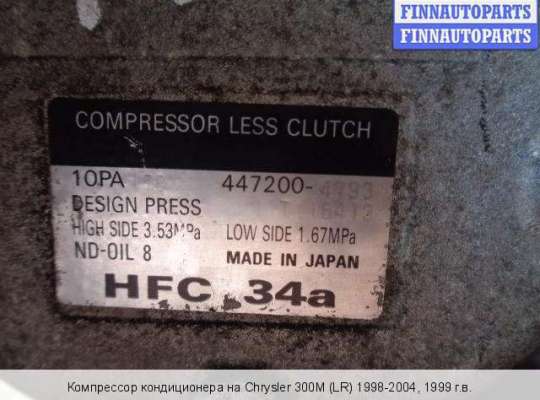 FINNAUTOPARTS
FINNAUTOPARTS
COMPRESSOR LESS CLUTCH
10PA 447200-
DESIGN PRESS
HIGH SIDE 3.53MPa LOW SIDE 1.67MPa
ND-OIL 8 MADE IN JAPAN
HFC 34a
Компрессор кондиционера на Chrysler 300M (LR) 1998-2004, 1999 г.в.